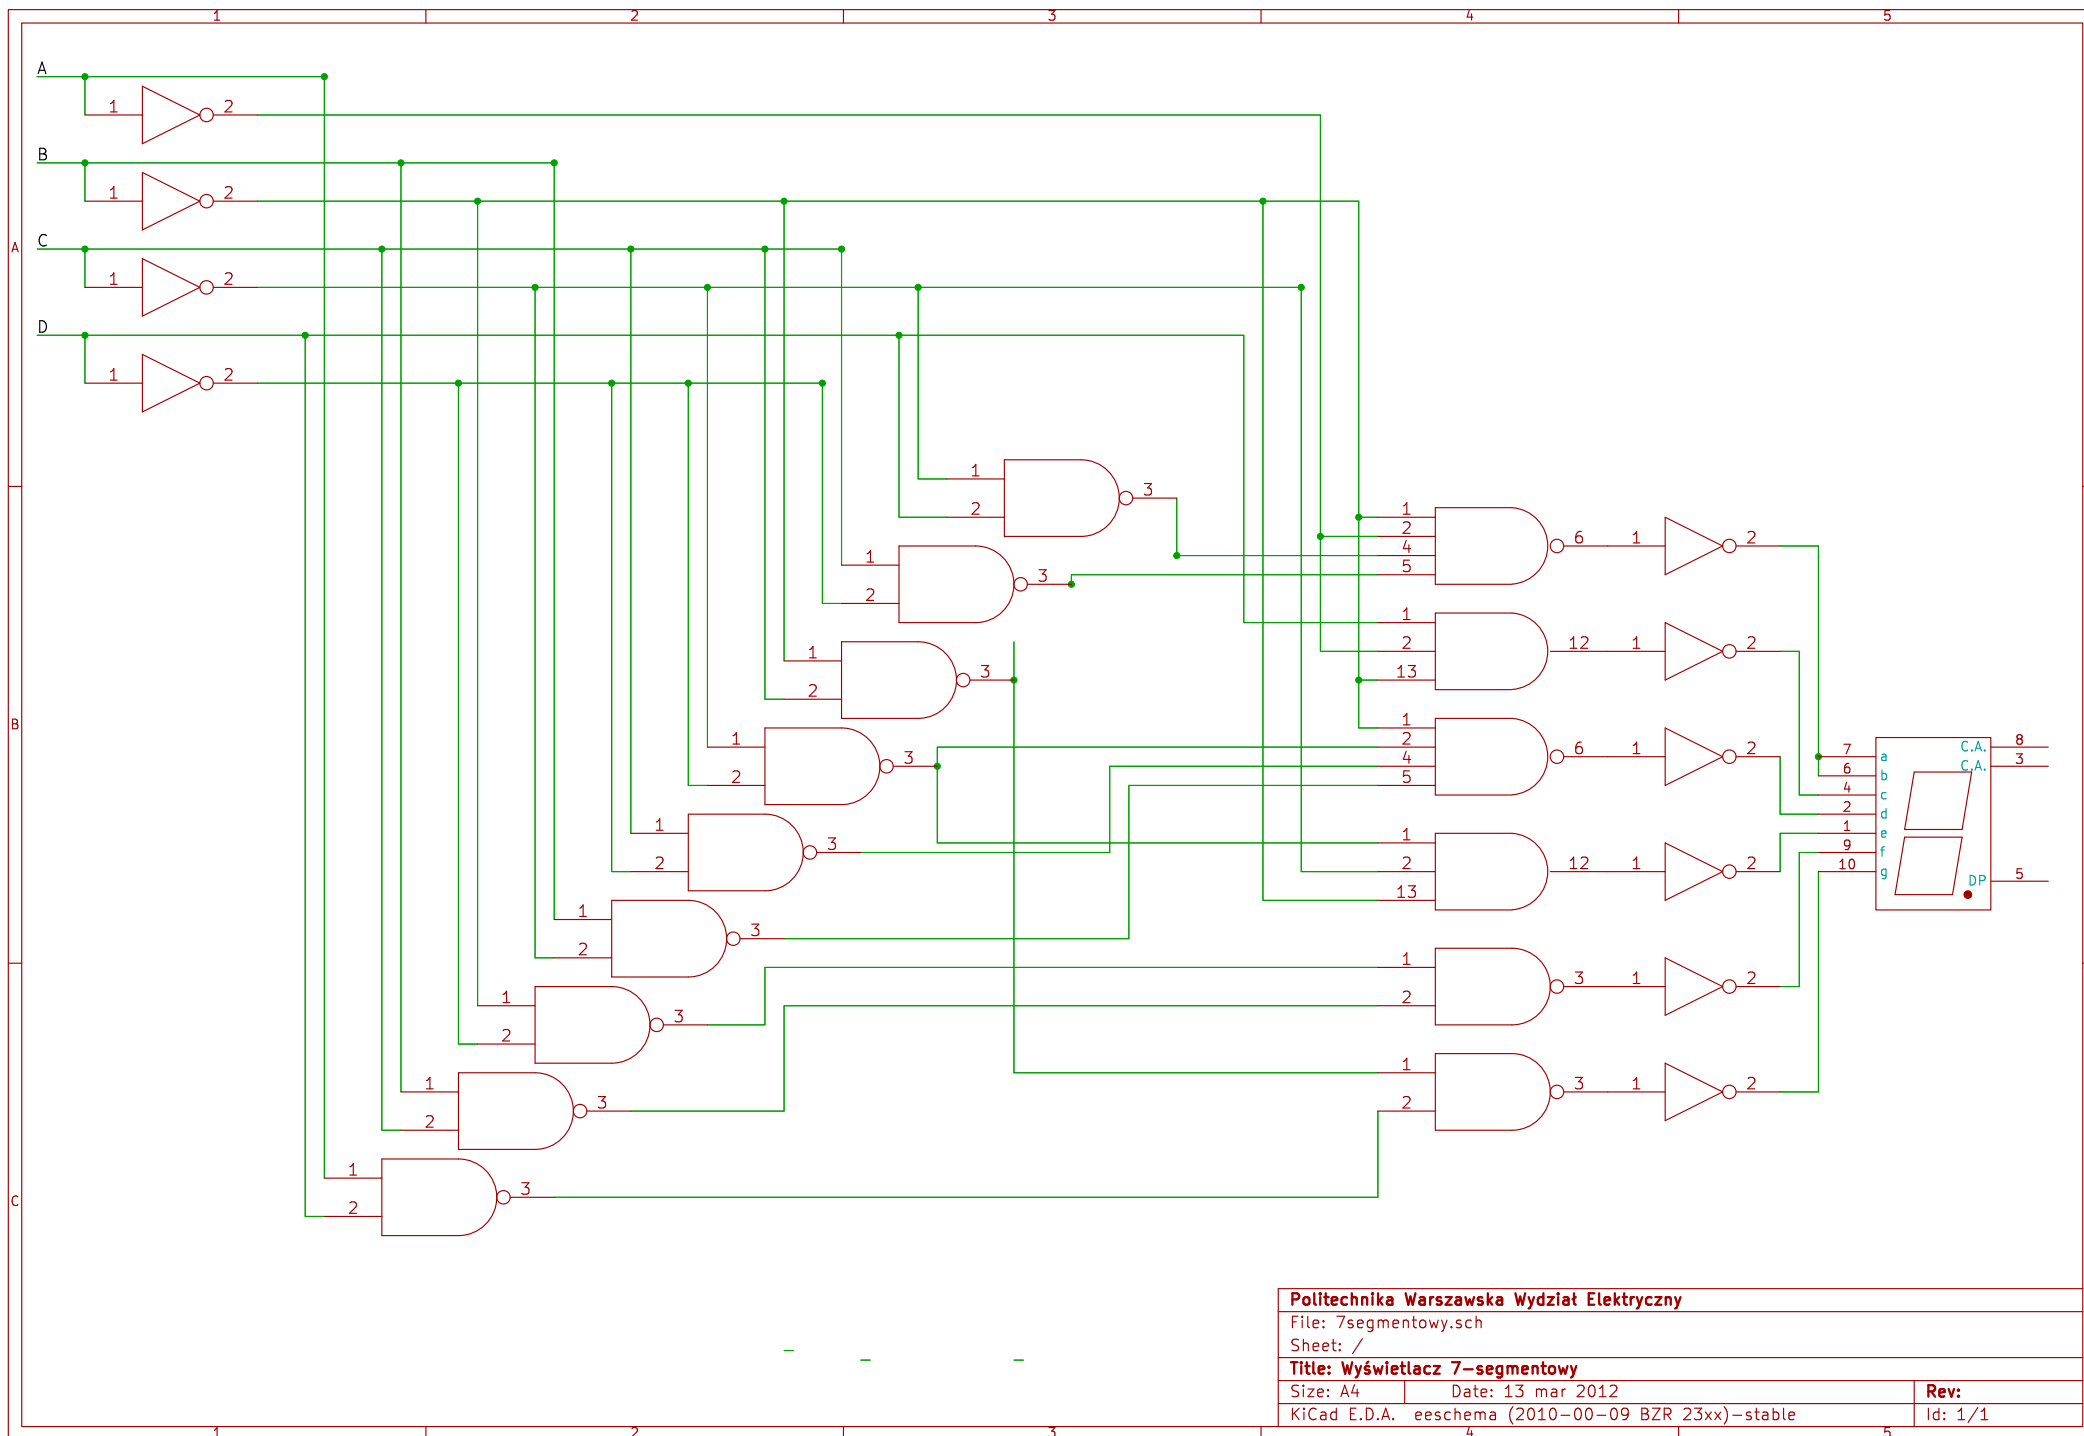 1 2 3 4 5
A
1 2
B
1 2
A C
1 2
D
1 2
1 3
2
1 3
2
1
2 6 1 2
4
5
1 3
2
1
2 12 1 2
13
1 3
2
1
2 6 1 2
4
5
1 3
2
1
2 12 1 2
13
1 3
2
1 3
2
1 3 1 2
2
1 3
2
1 3 1 2
2
1 3
2
7 a C.A. 8
6 b C.A. 3
4 c
2 d
1 e
9 f
10 g DP 5
B
C
Politechnika Warszawska Wydział Elektryczny
File: 7segmentowy.sch
Sheet: /
Title: Wyświetlacz 7-segmentowy
Size: A4 Date: 13 mar 2012 Rev:
KiCad E.D.A. eeschema (2010-00-09 BZR 23xx)-stable Id: 1/1
1 2 3 4 5